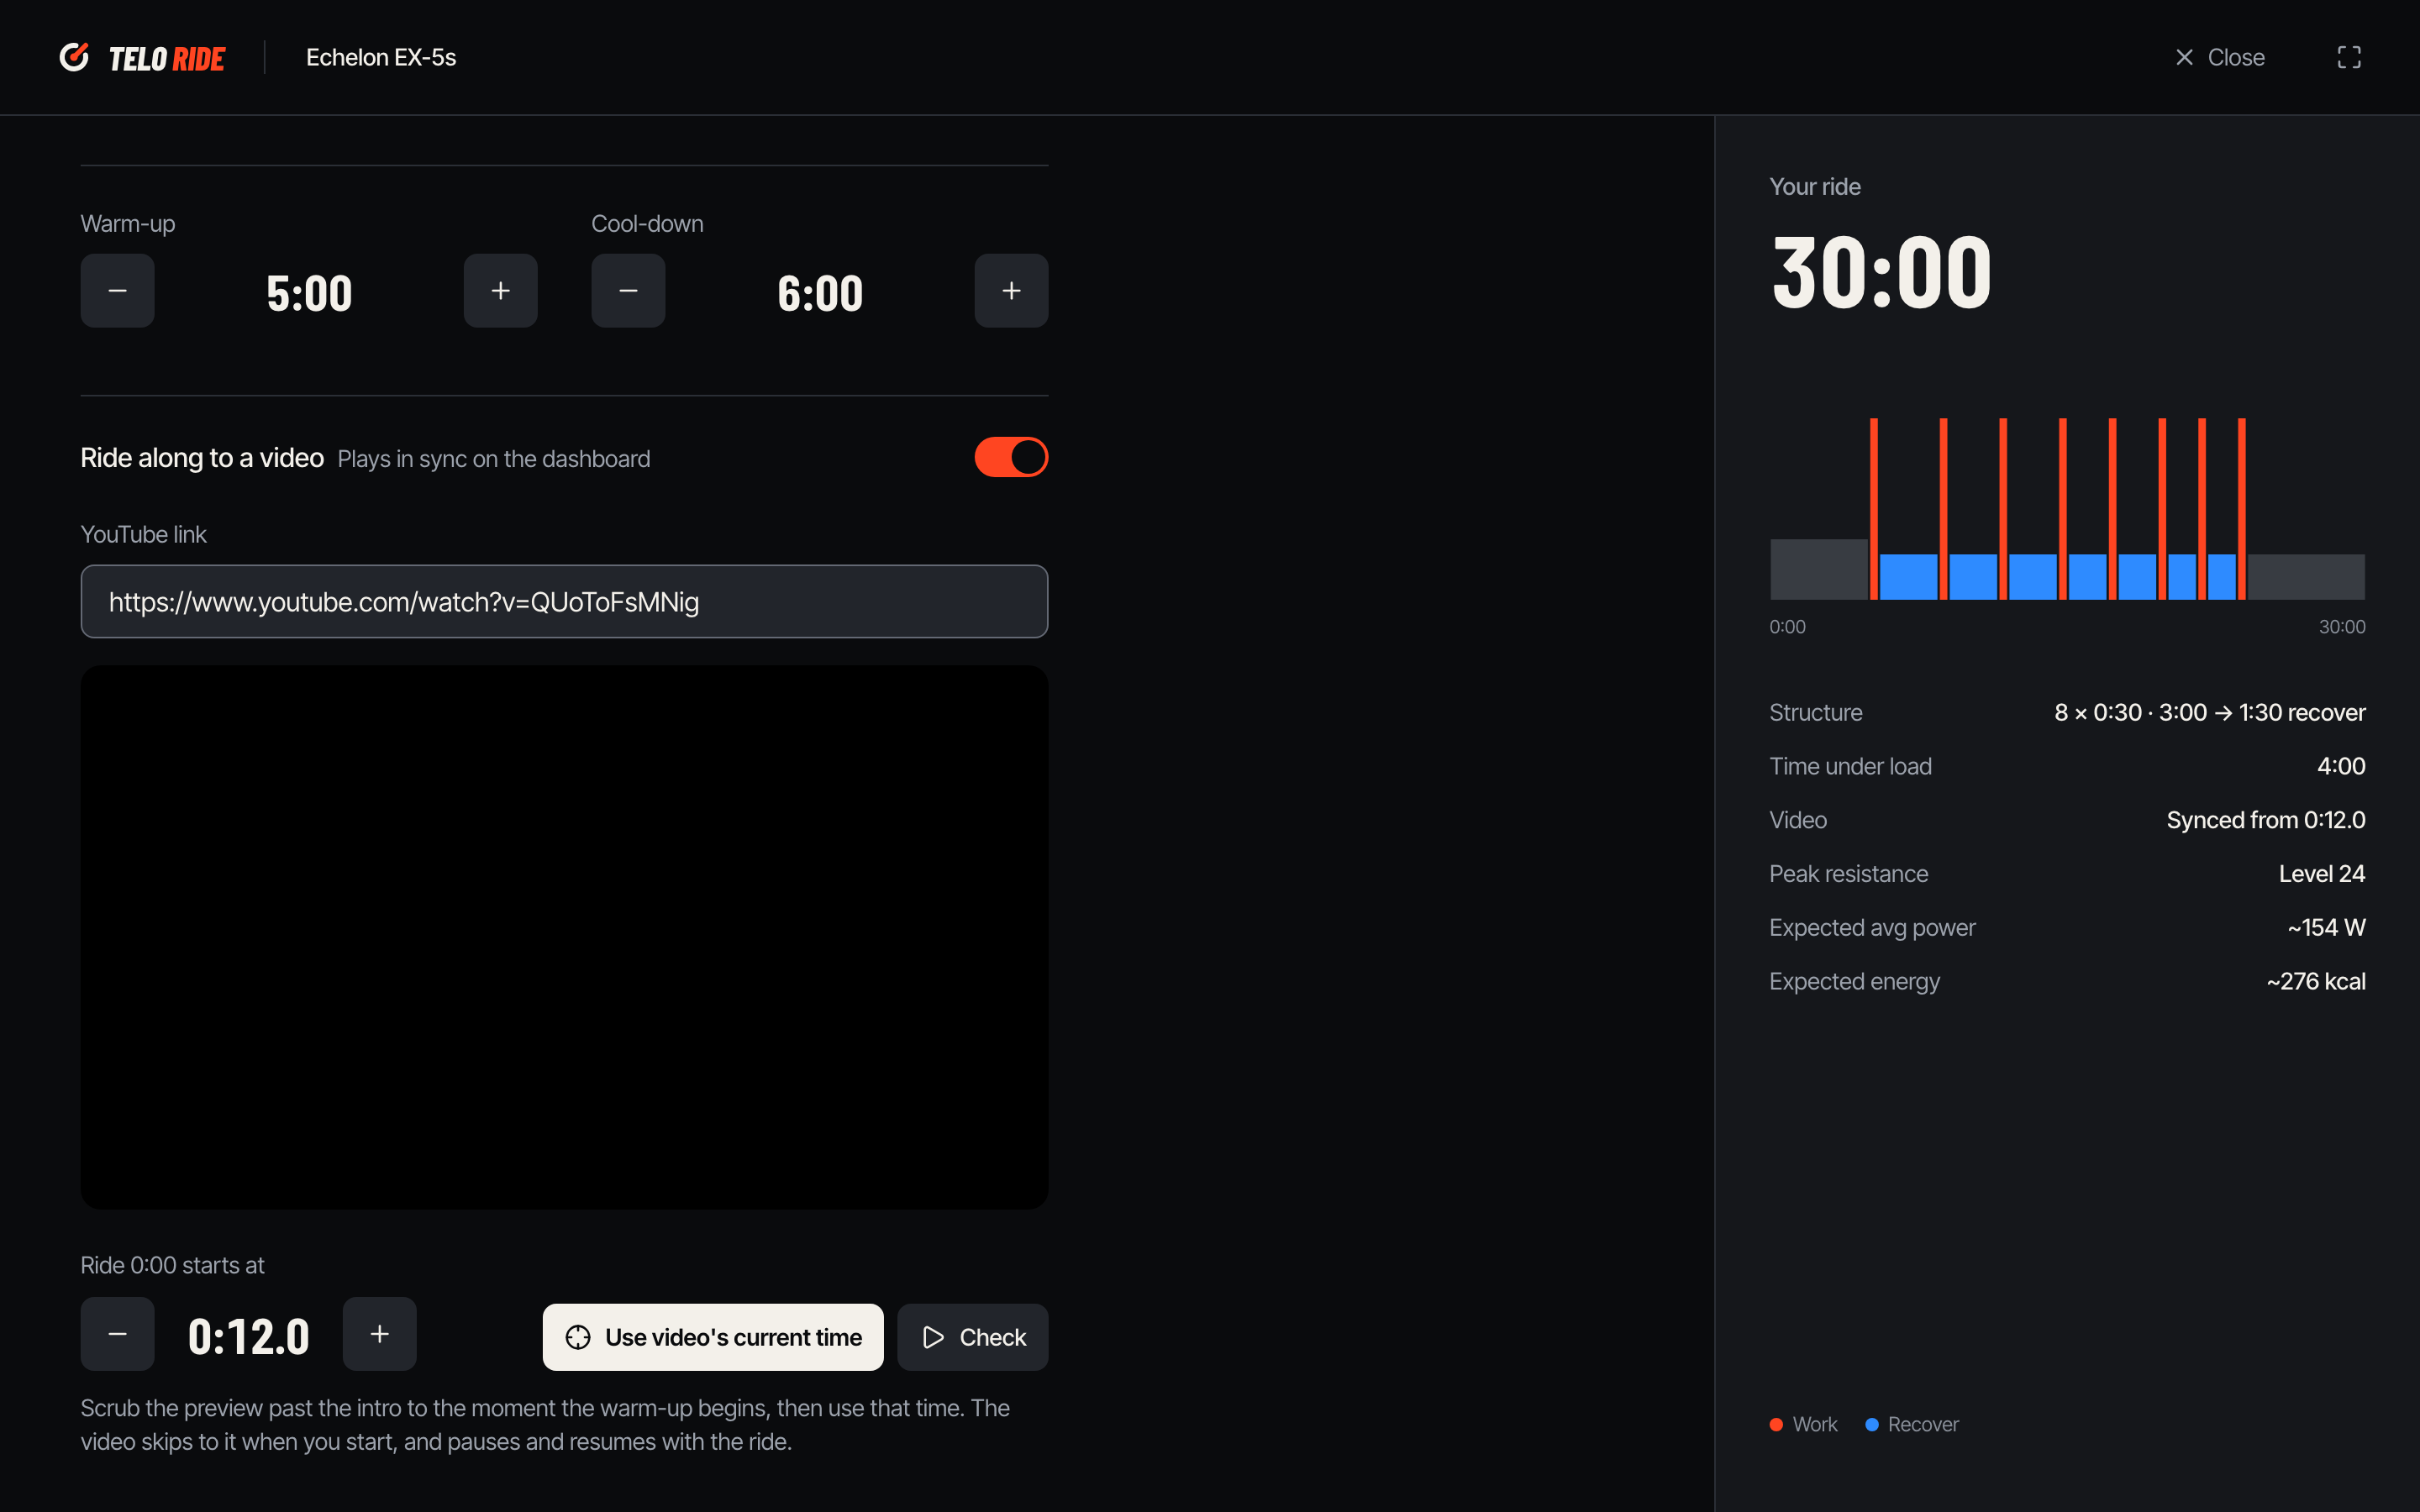 TELO RIDE
Echelon EX-5s
Close
Warm-up
Cool-down
− 5:00 +
− 6:00 +
Ride along to a video Plays in sync on the dashboard
YouTube link
https://www.youtube.com/watch?v=QUoToFsMNig
Ride 0:00 starts at
− 0:12.0 +
Use video's current time
Check
Scrub the preview past the intro to the moment the warm-up begins, then use that time. The
video skips to it when you start, and pauses and resumes with the ride.
Your ride
30:00
0:00
30:00
Structure 8 × 0:30 · 3:00 → 1:30 recover
Time under load 4:00
Video Synced from 0:12.0
Peak resistance Level 24
Expected avg power ~154 W
Expected energy ~276 kcal
Work
Recover